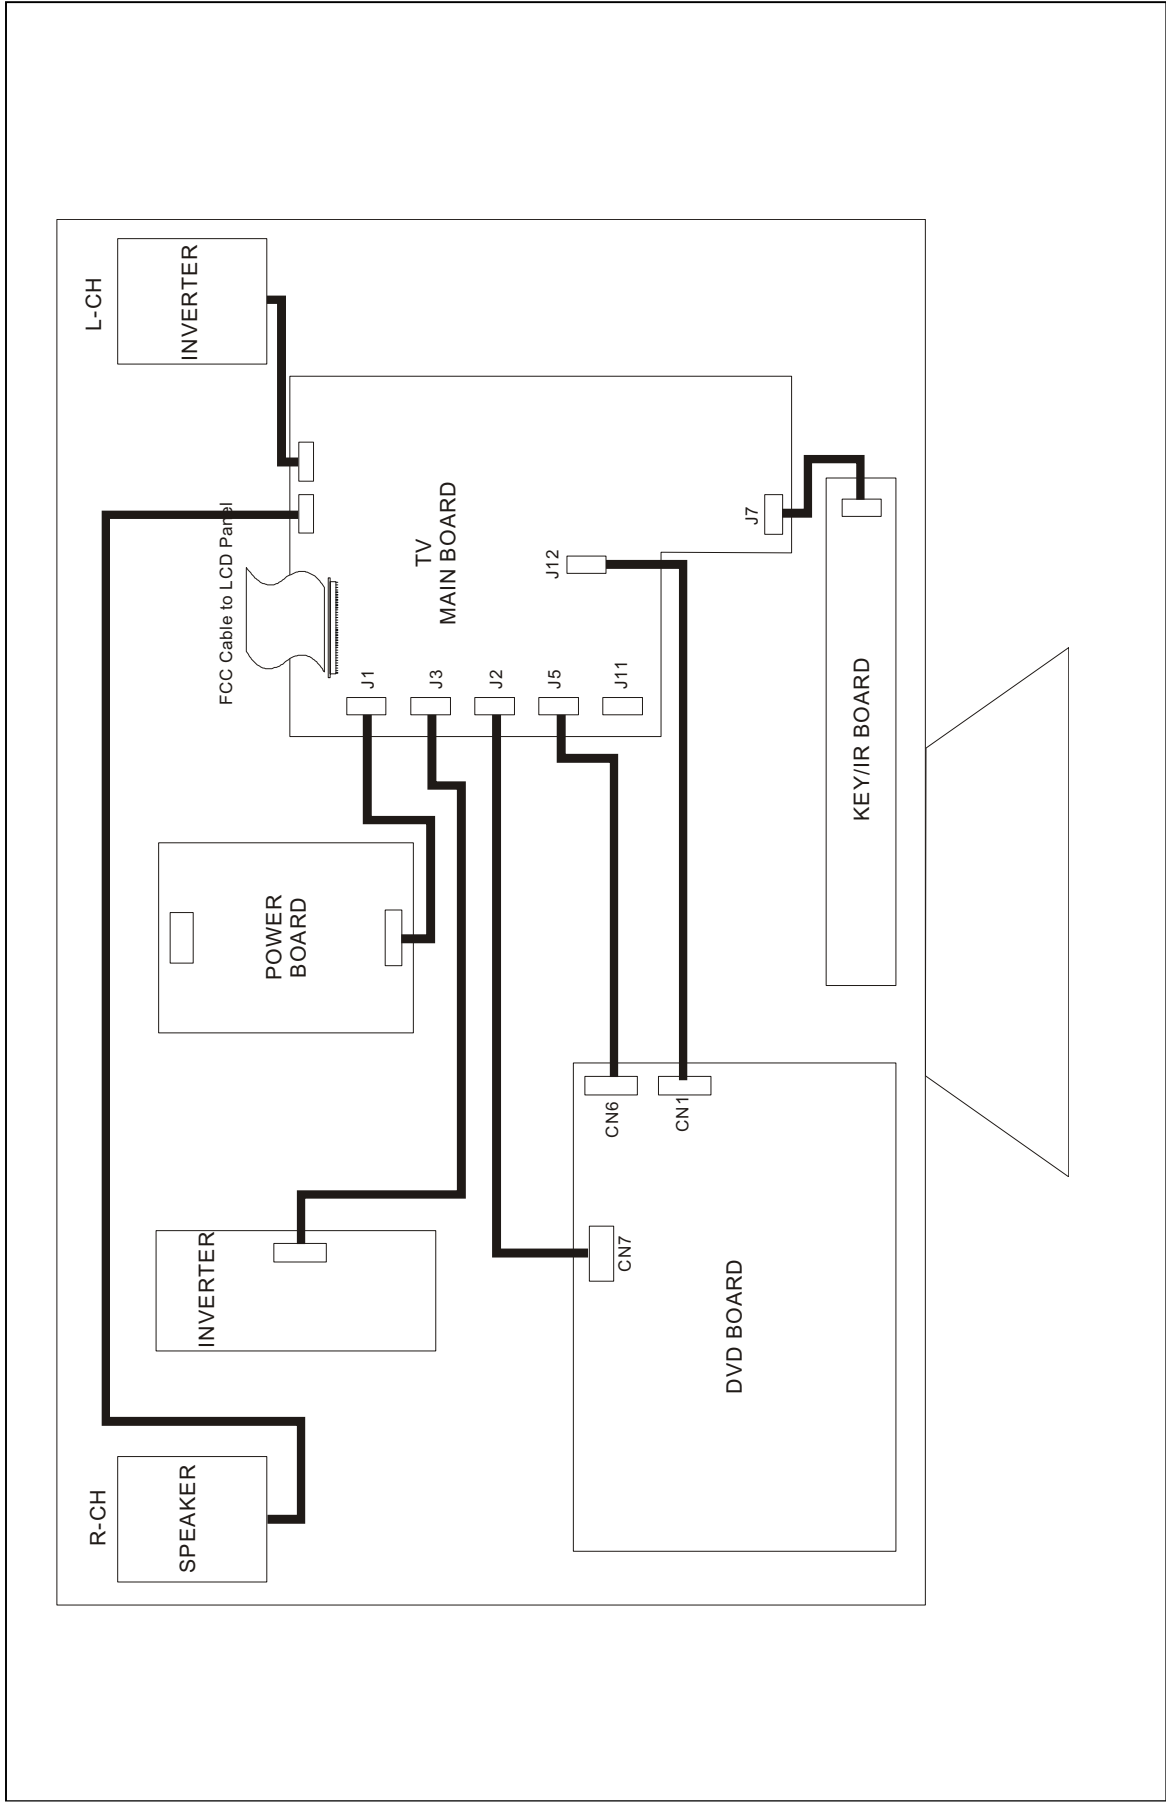 R-CH
L-CH
SPEAKER
INVERTER
INVERTER
POWER
BOARD
FCC Cable to LCD Panel
J1
J3
J2
J5
J11
TV
MAIN BOARD
J12
J7
CN6
CN1
CN7
DVD BOARD
KEY/IR BOARD